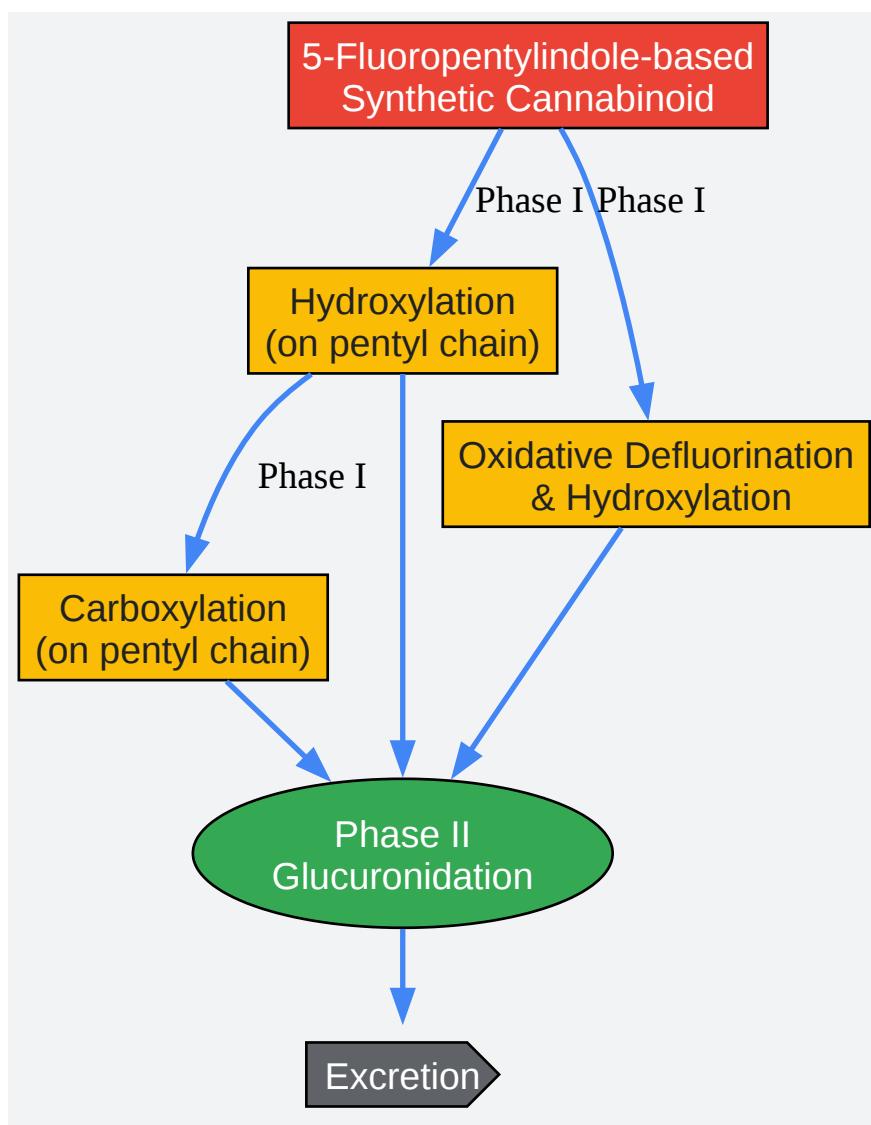 5-Fluoropentylindole-based
Synthetic Cannabinoid
Phase I
Phase I
Hydroxylation
(on pentyl chain)
Oxidative Defluorination
& Hydroxylation
Phase I
Carboxylation
(on pentyl chain)
Phase II
Glucuronidation
Excretion